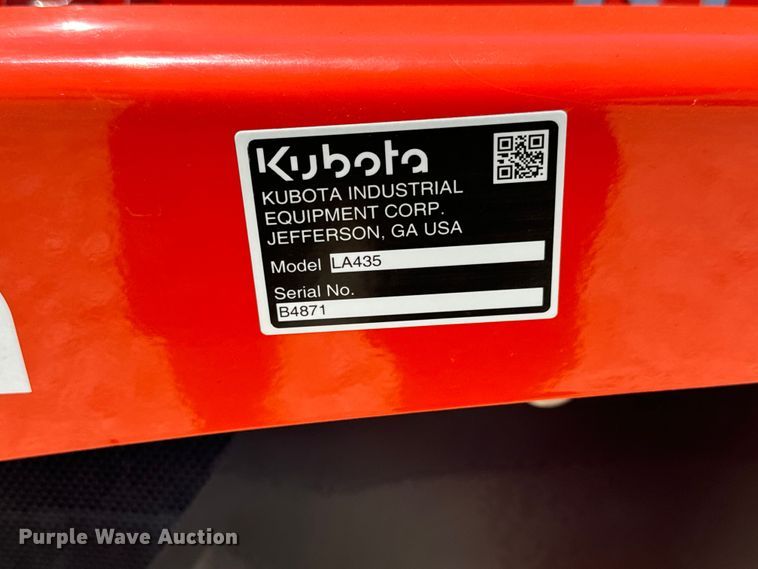 Kubota
KUBOTA INDUSTRIAL
EQUIPMENT CORP.
JEFFERSON, GA USA
Model LA435
Serial No.
B4871
Purple Wave Auction